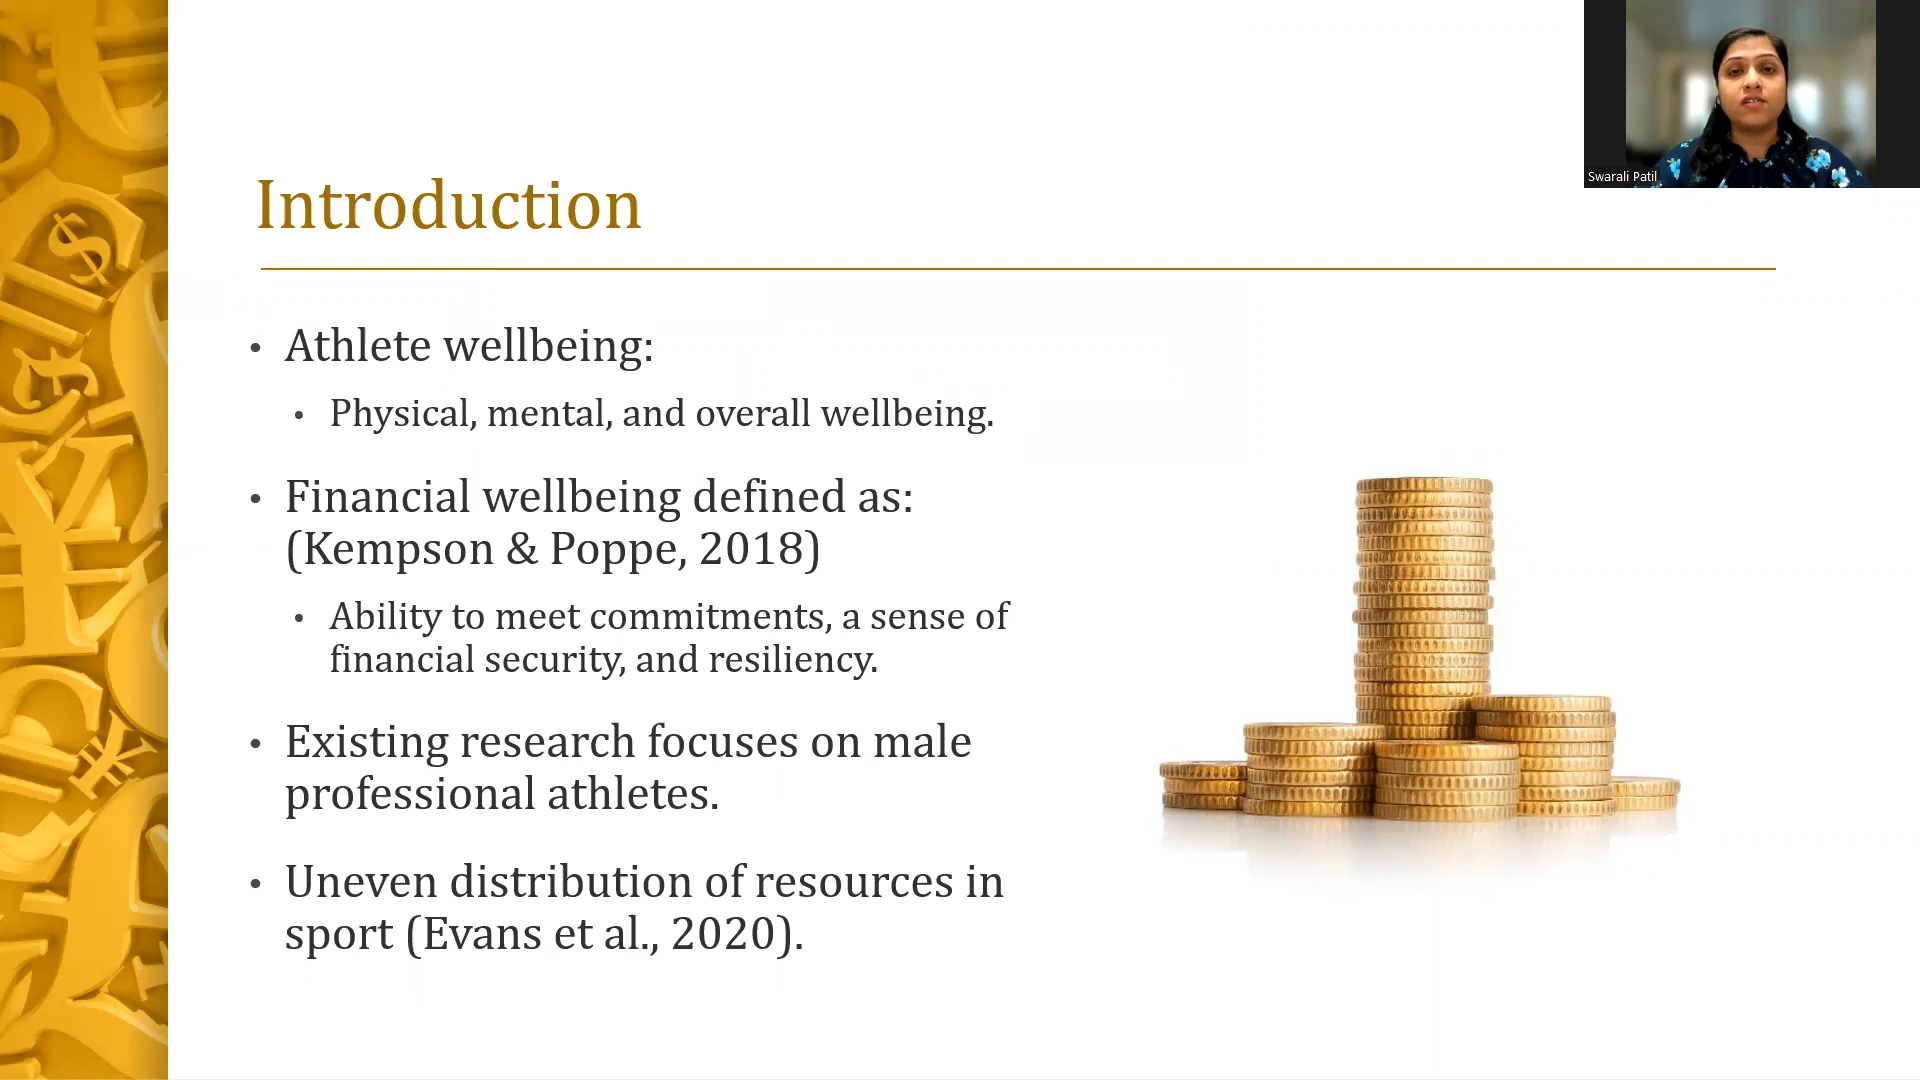 Swarali Patil
Introduction
• Athlete wellbeing:
• Physical, mental, and overall wellbeing.
• Financial wellbeing defined as:
(Kempson & Poppe, 2018)
• Ability to meet commitments, a sense of
financial security, and resiliency.
• Existing research focuses on male
professional athletes.
• Uneven distribution of resources in
sport (Evans et al., 2020).